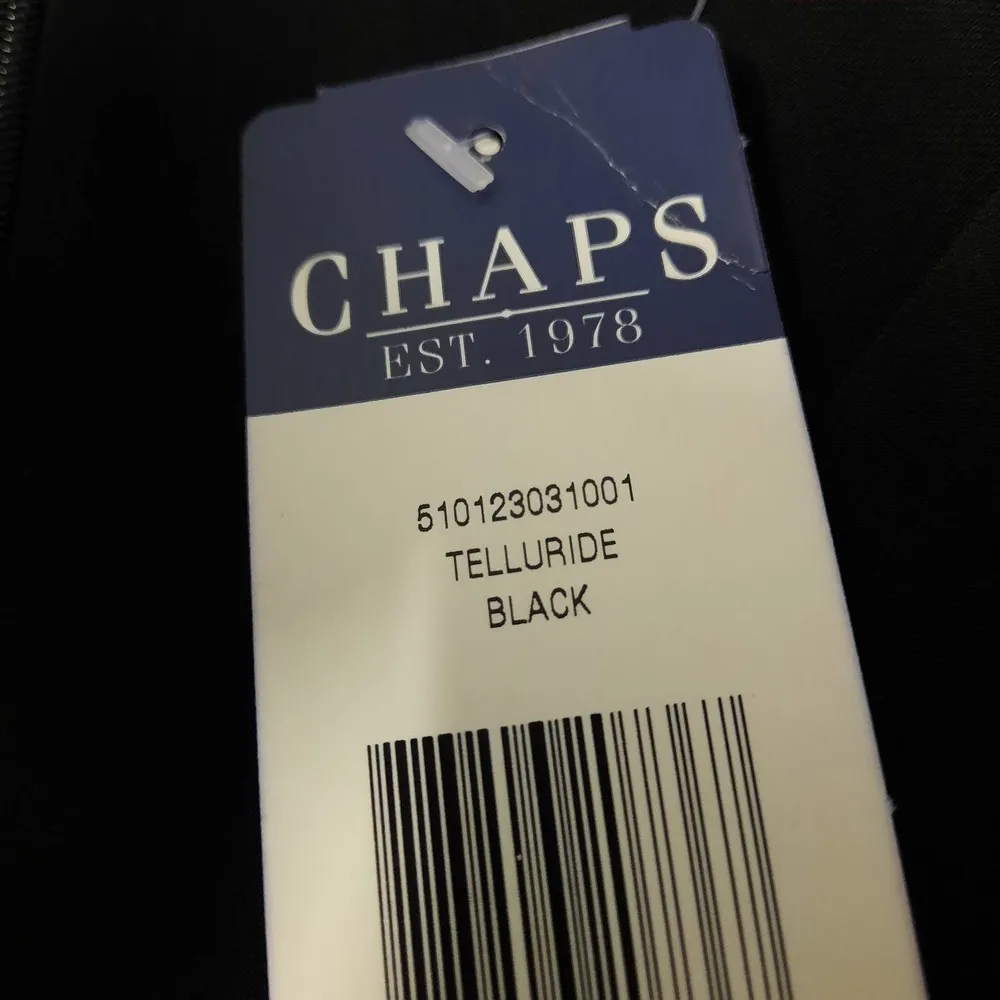 CHAPS
EST. 1978
510123031001
TELLURIDE
BLACK